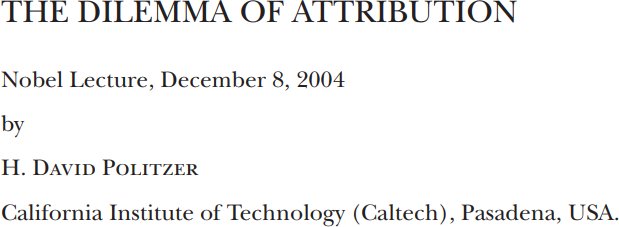 THE DILEMMA OF ATTRIBUTION
Nobel Lecture, December 8, 2004
by
H. David Politzer
California Institute of Technology (Caltech), Pasadena, USA.